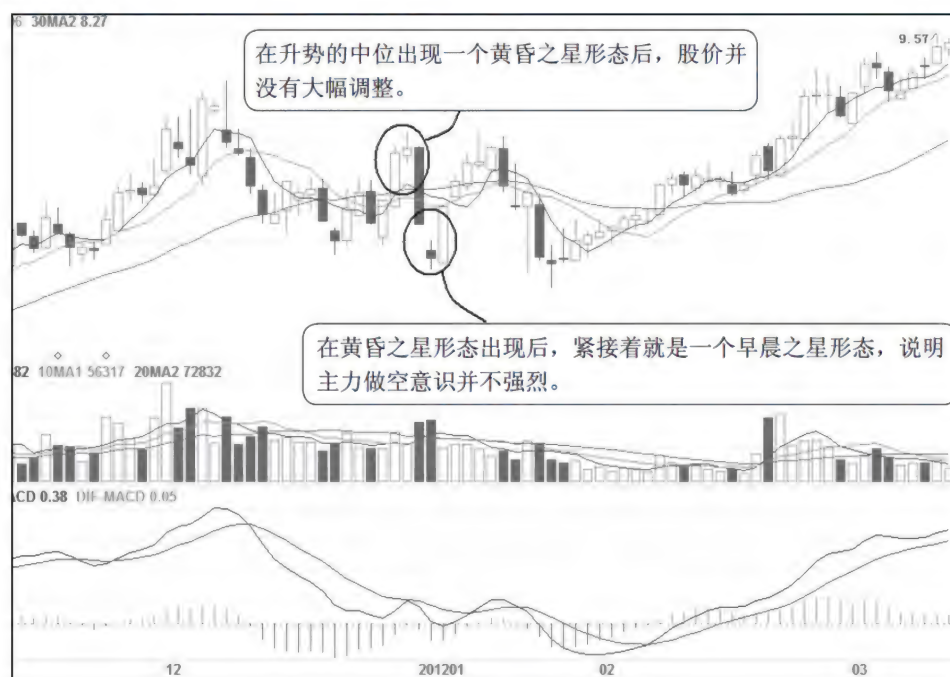 30MA2 8.27
9.57
在升势的中位出现一个黄昏之星形态后，股价并
没有大幅调整。
在黄昏之星形态出现后，紧接着就是一个早晨之星形态，说明
主力做空意识并不强烈。
82 10MA1 56317 20MA2 72832
ACD 0.38 DIF-MACD 0.05
12 201201 02 03